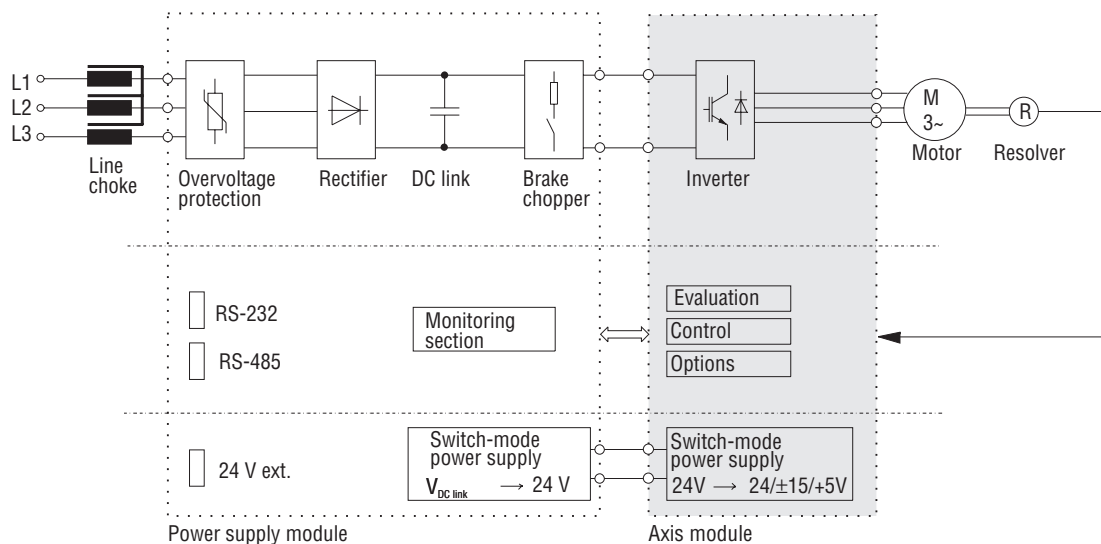 L1
L2
L3
Line
choke
Overvoltage
protection
Rectifier
DC link
Brake
chopper
Inverter
M
3~
Motor
R
Resolver
RS-232
RS-485
Monitoring
section
Evaluation
Control
Options
24 V ext.
Switch-mode
power supply
V DC link → 24 V
Switch-mode
power supply
24V → 24/±15/+5V
Power supply module
Axis module